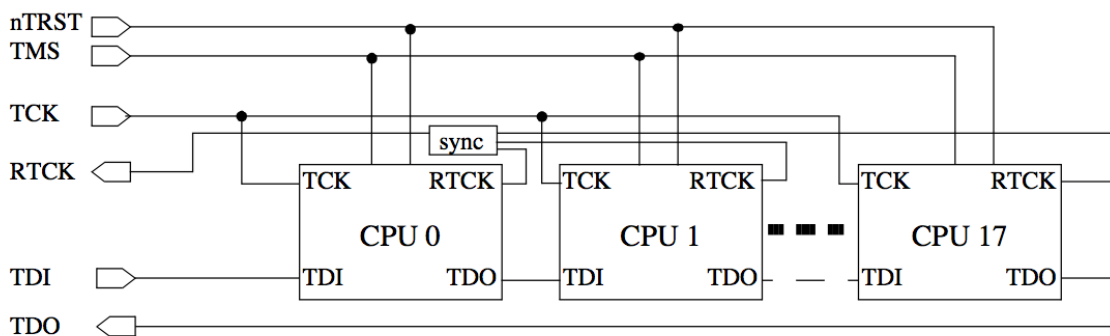 nTRST
TMS
TCK
RTCK
sync
TCK RTCK
CPU 0
TDI TDO
TCK RTCK
CPU 1
TDI TDO
TCK RTCK
CPU 17
TDI TDO
TDI
TDO